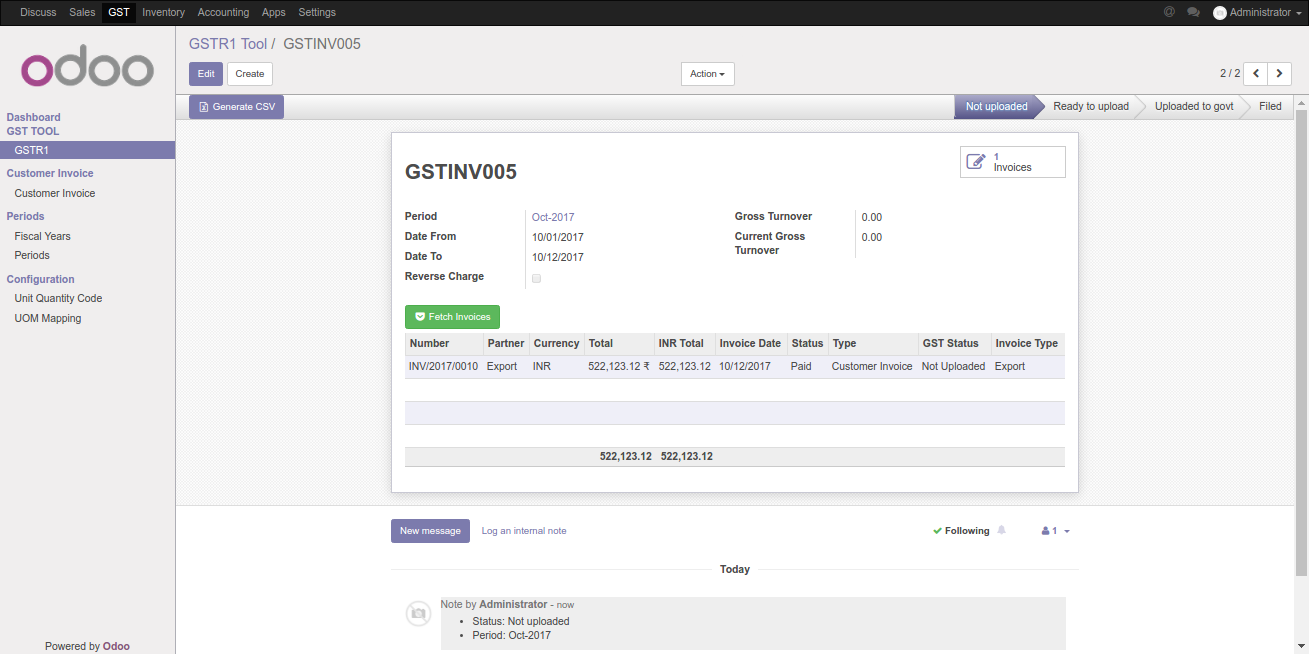 Discuss Sales GST Inventory Accounting Apps Settings @ Administrator
odoo
GSTR1 Tool / GSTINV005
Edit Create Action 2 / 2
Generate CSV Not uploaded Ready to upload Uploaded to govt Filed
Dashboard
GST TOOL
GSTR1
Customer Invoice
Customer Invoice
Periods
Fiscal Years
Periods
Configuration
Unit Quantity Code
UOM Mapping
Powered by Odoo
1
Invoices
GSTINV005
Period Oct-2017 Gross Turnover 0.00
Date From 10/01/2017 Current Gross Turnover 0.00
Date To 10/12/2017
Reverse Charge
Fetch Invoices
Number Partner Currency Total INR Total Invoice Date Status Type GST Status Invoice Type
INV/2017/0010 Export INR 522,123.12 ₹ 522,123.12 10/12/2017 Paid Customer Invoice Not Uploaded Export
522,123.12 522,123.12
New message Log an internal note Following 1
Today
Note by Administrator - now
• Status: Not uploaded
• Period: Oct-2017